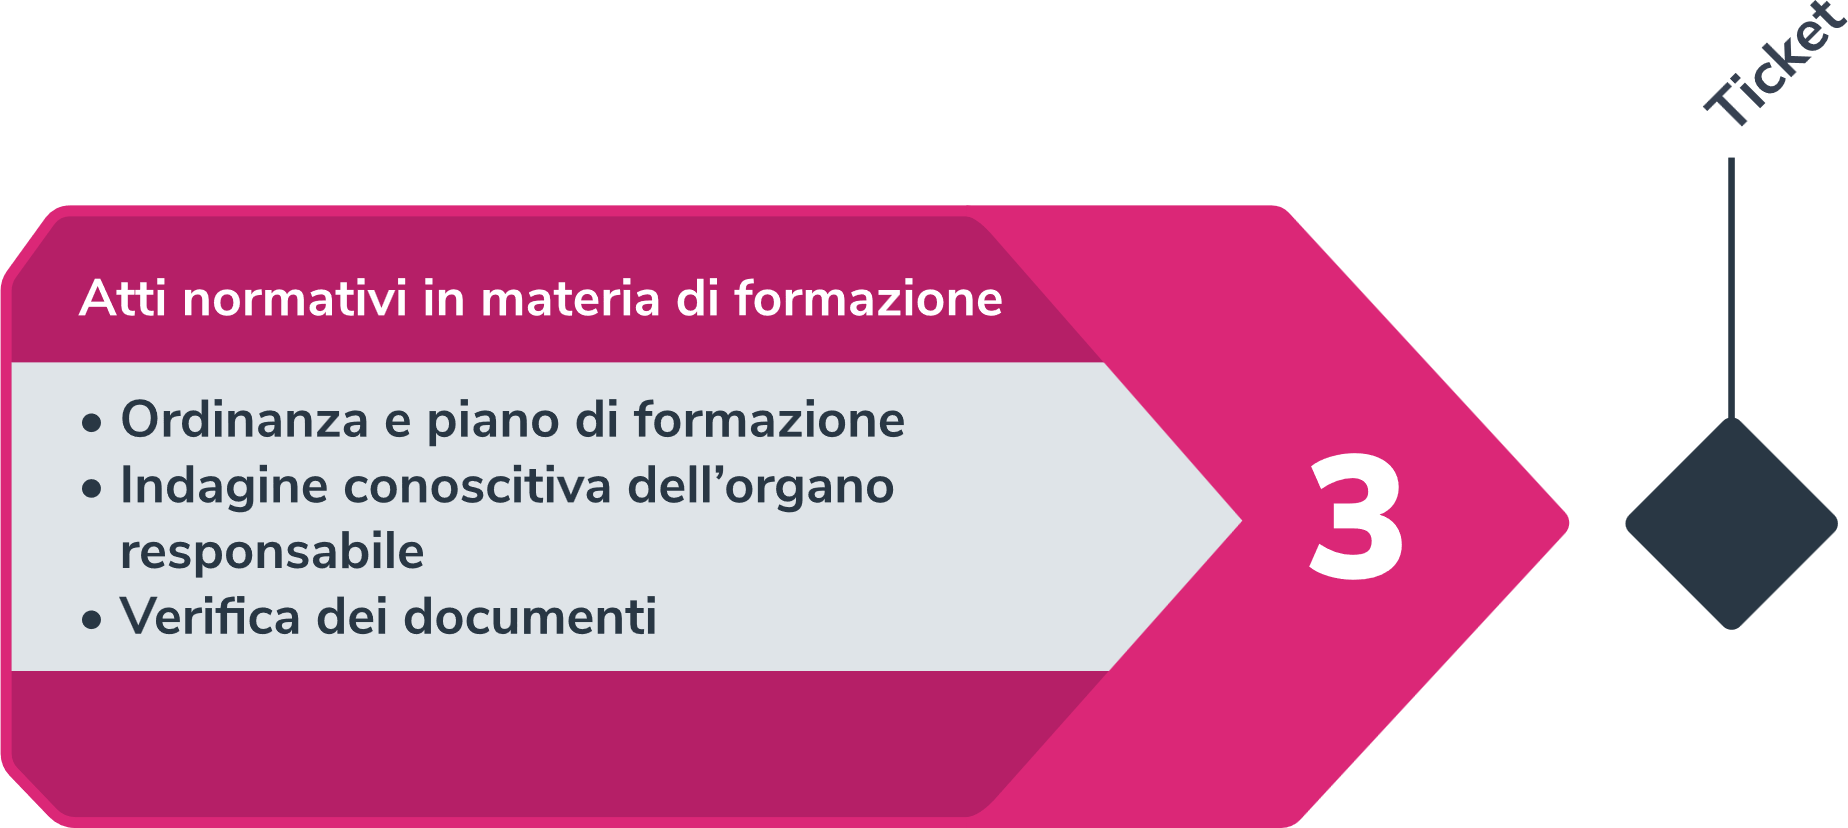 Ticket
Atti normativi in materia di formazione
• Ordinanza e piano di formazione
• Indagine conoscitiva dell’organo
responsabile
• Verifica dei documenti
3